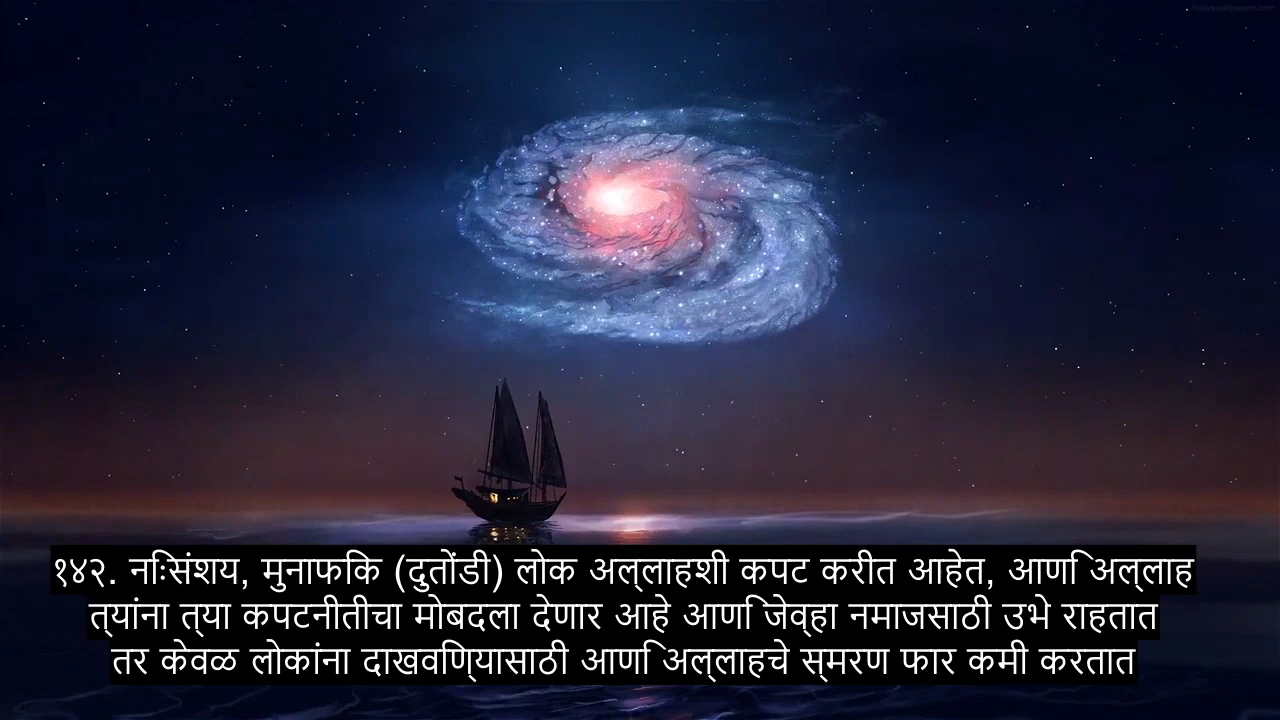 १४२. निःसंशय, मुनाफिक (दुतोंडी) लोक अल्लाहशी कपट करीत आहेत, आणि अल्लाह
त्यांना त्या कपटनीतीचा मोबदला देणार आहे आणि जेव्हा नमाजसाठी उभे राहतात
तर केवळ लोकांना दाखविण्यासाठी आणि अल्लाहचे स्मरण फार कमी करतात